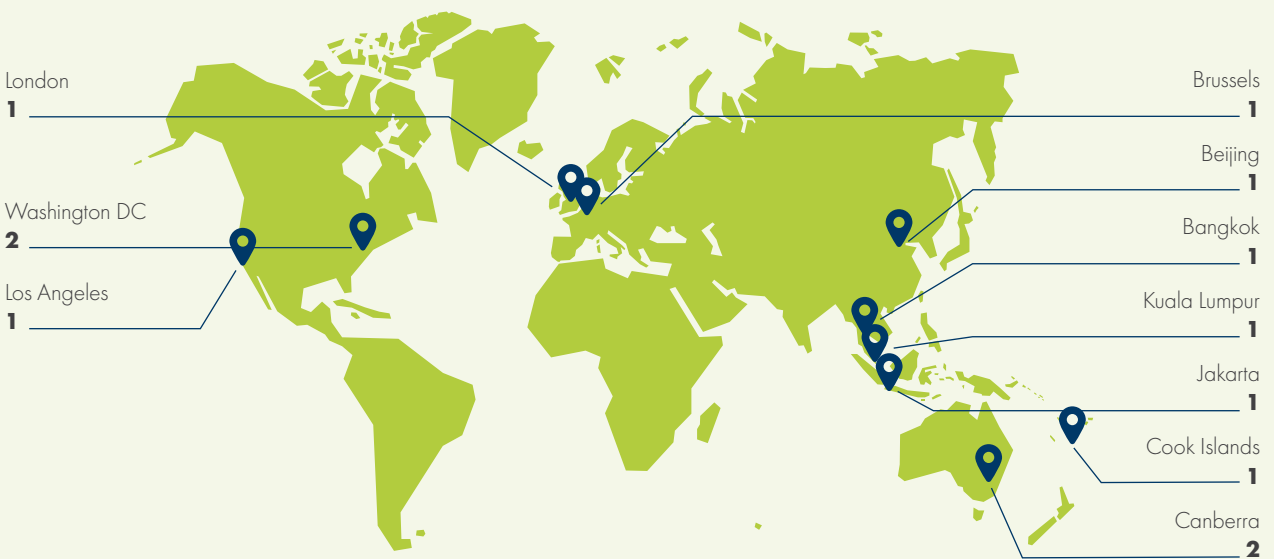 London
1
Washington DC
2
Los Angeles
1
Brussels
1
Beijing
1
Bangkok
1
Kuala Lumpur
1
Jakarta
1
Cook Islands
1
Canberra
2